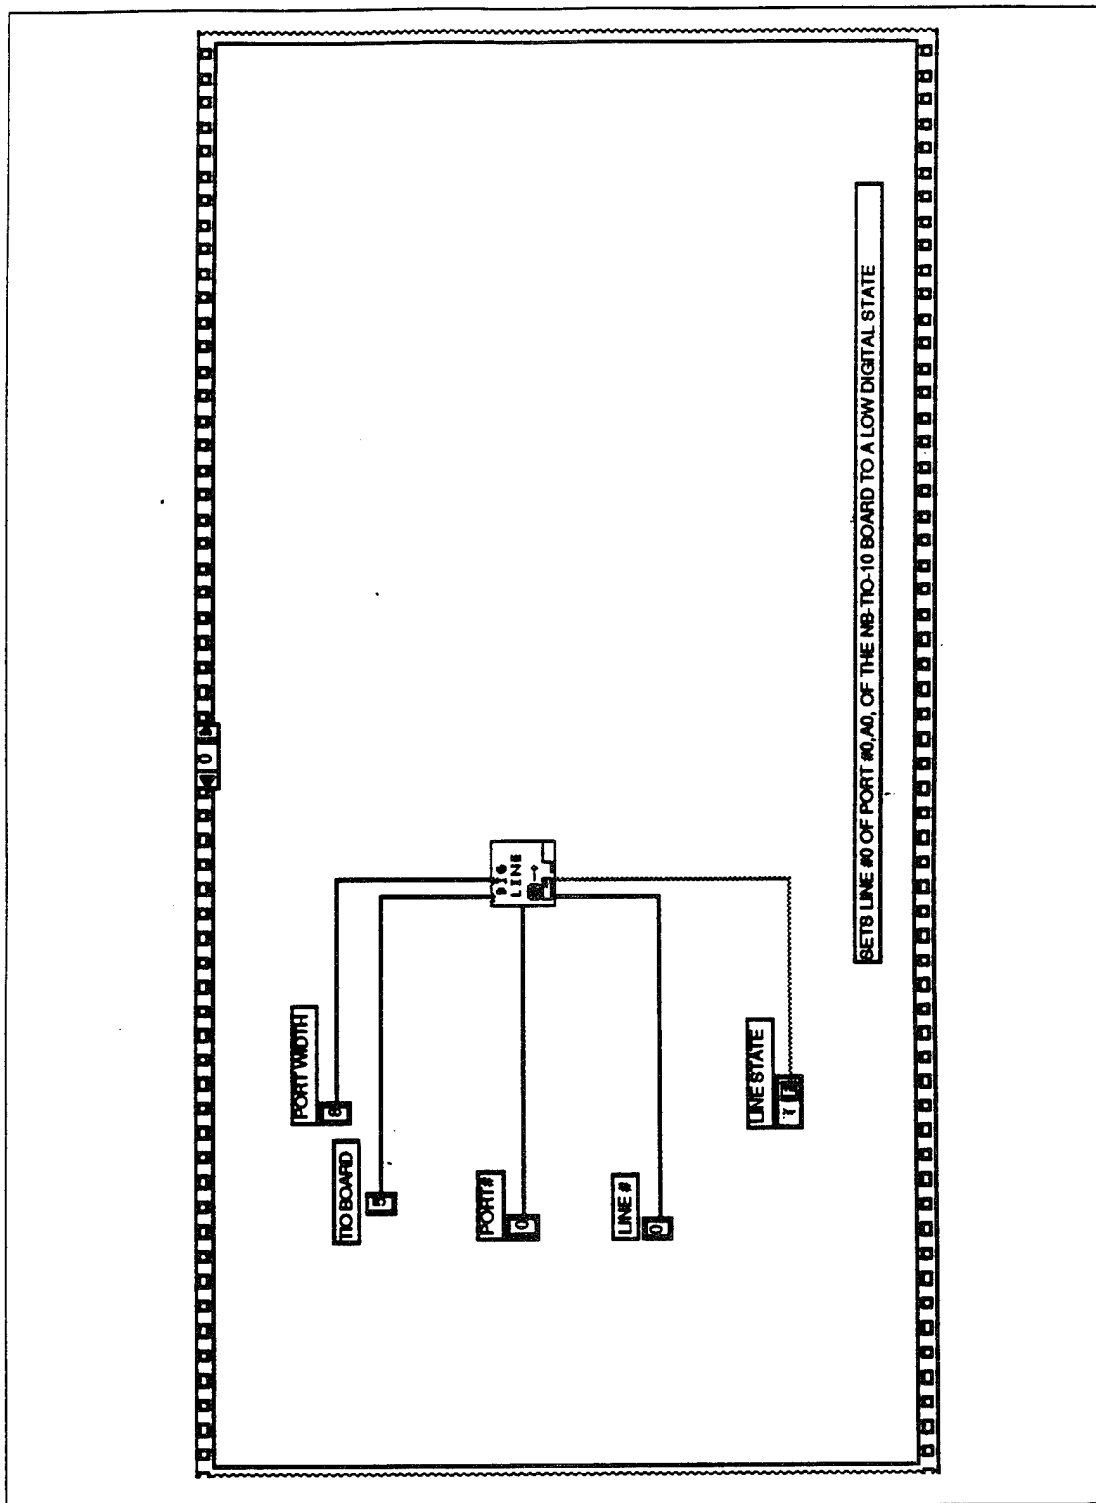 0
PORT WIDTH
8
TIO BOARD
5
DIG
LINE
PORT#
0
LINE #
0
LINE STATE
F
SETS LINE #0 OF PORT #0,A0, OF THE NB-TIO-10 BOARD TO A LOW DIGITAL STATE